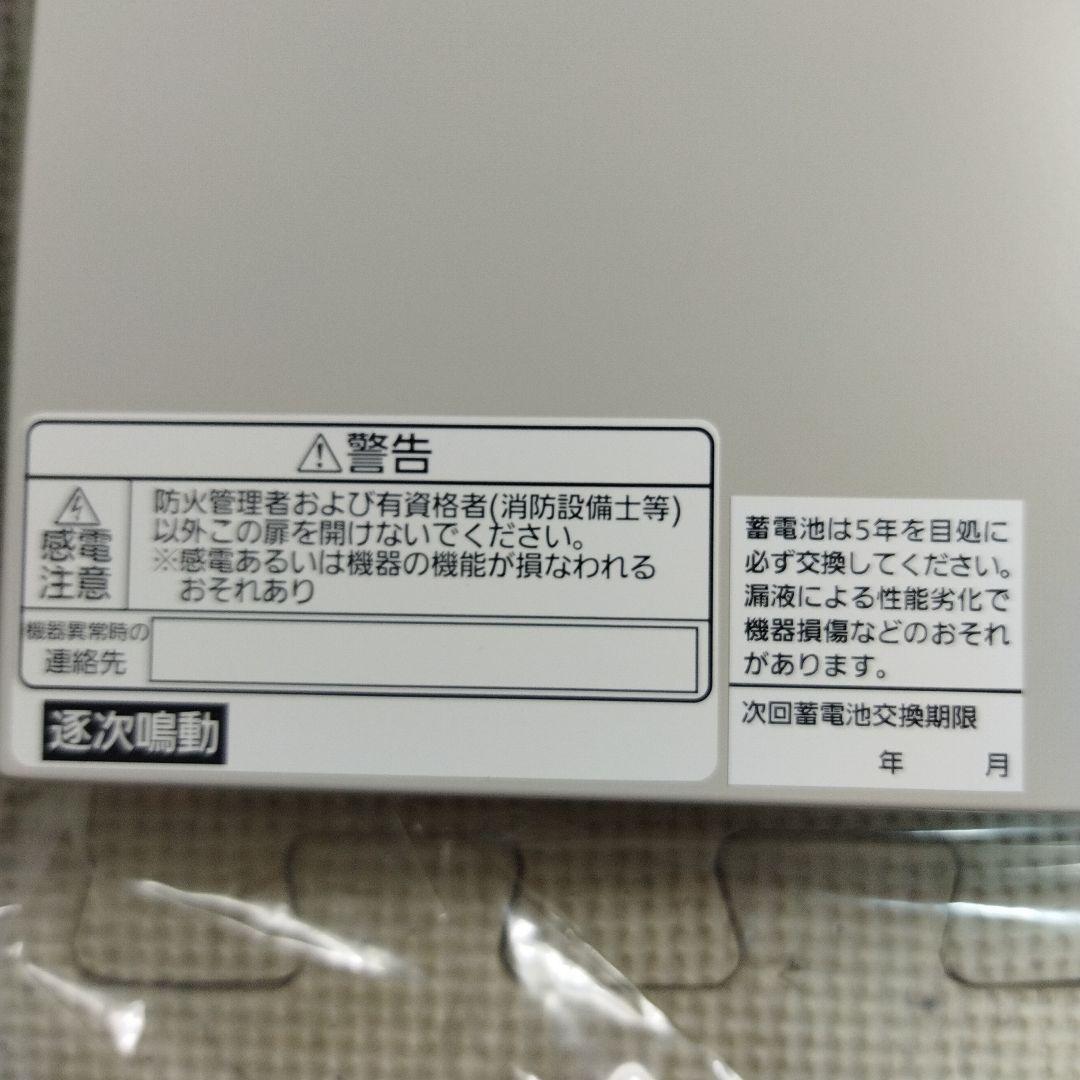 ⚠警告
感電
注意
防火管理者および有資格者(消防設備士等)
以外この扉を開けないでください。
※感電あるいは機器の機能が損なわれる
おそれあり
機器異常時の
連絡先
逐次鳴動
蓄電池は5年を目処に
必ず交換してください。
漏液による性能劣化で
機器損傷などのおそれ
があります。
次回蓄電池交換期限
年 月